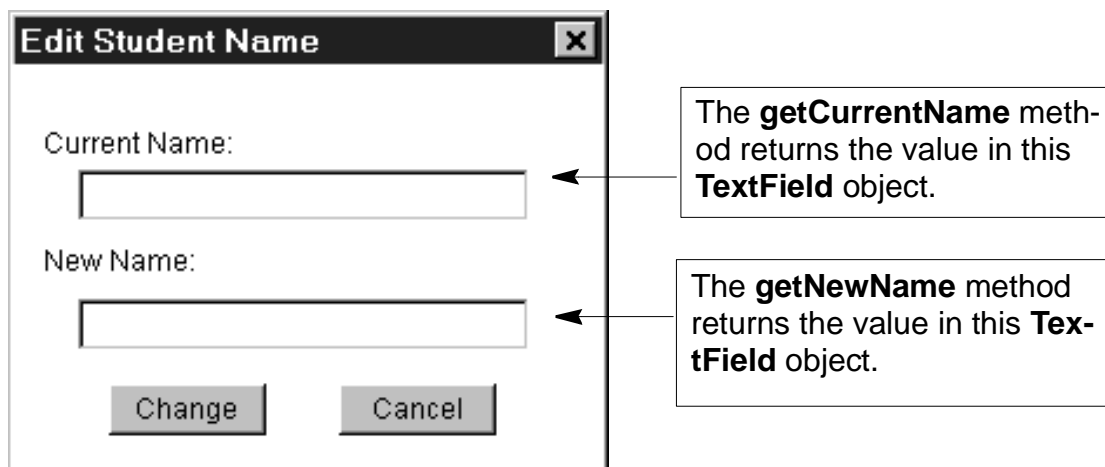 Edit Student Name
Current Name:
New Name:
Change
Cancel
The getCurrentName meth-
od returns the value in this
TextField object.
The getNewName method
returns the value in this Tex-
tField object.